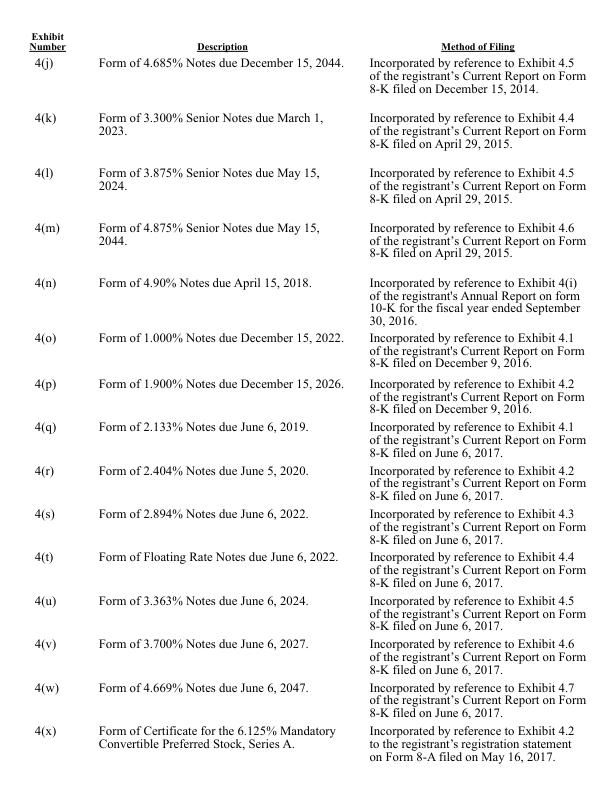 Exhibit
Number Description Method of Filing
4(j) Form of 4.685% Notes due December 15, 2044. Incorporated by reference to Exhibit 4.5
of the registrant’s Current Report on Form
8-K filed on December 15, 2014.
4(k) Form of 3.300% Senior Notes due March 1, Incorporated by reference to Exhibit 4.4
2023. of the registrant’s Current Report on Form
8-K filed on April 29, 2015.
4(l) Form of 3.875% Senior Notes due May 15, Incorporated by reference to Exhibit 4.5
2024. of the registrant’s Current Report on Form
8-K filed on April 29, 2015.
4(m) Form of 4.875% Senior Notes due May 15, Incorporated by reference to Exhibit 4.6
2044. of the registrant’s Current Report on Form
8-K filed on April 29, 2015.
4(n) Form of 4.90% Notes due April 15, 2018. Incorporated by reference to Exhibit 4(i)
of the registrant's Annual Report on form
10-K for the fiscal year ended September
30, 2016.
4(o) Form of 1.000% Notes due December 15, 2022. Incorporated by reference to Exhibit 4.1
of the registrant's Current Report on Form
8-K filed on December 9, 2016.
4(p) Form of 1.900% Notes due December 15, 2026. Incorporated by reference to Exhibit 4.2
of the registrant's Current Report on Form
8-K filed on December 9, 2016.
4(q) Form of 2.133% Notes due June 6, 2019. Incorporated by reference to Exhibit 4.1
of the registrant’s Current Report on Form
8-K filed on June 6, 2017.
4(r) Form of 2.404% Notes due June 5, 2020. Incorporated by reference to Exhibit 4.2
of the registrant’s Current Report on Form
8-K filed on June 6, 2017.
4(s) Form of 2.894% Notes due June 6, 2022. Incorporated by reference to Exhibit 4.3
of the registrant’s Current Report on Form
8-K filed on June 6, 2017.
4(t) Form of Floating Rate Notes due June 6, 2022. Incorporated by reference to Exhibit 4.4
of the registrant’s Current Report on Form
8-K filed on June 6, 2017.
4(u) Form of 3.363% Notes due June 6, 2024. Incorporated by reference to Exhibit 4.5
of the registrant’s Current Report on Form
8-K filed on June 6, 2017.
4(v) Form of 3.700% Notes due June 6, 2027. Incorporated by reference to Exhibit 4.6
of the registrant’s Current Report on Form
8-K filed on June 6, 2017.
4(w) Form of 4.669% Notes due June 6, 2047. Incorporated by reference to Exhibit 4.7
of the registrant’s Current Report on Form
8-K filed on June 6, 2017.
4(x) Form of Certificate for the 6.125% Mandatory Incorporated by reference to Exhibit 4.2
Convertible Preferred Stock, Series A. to the registrant’s registration statement
on Form 8-A filed on May 16, 2017.